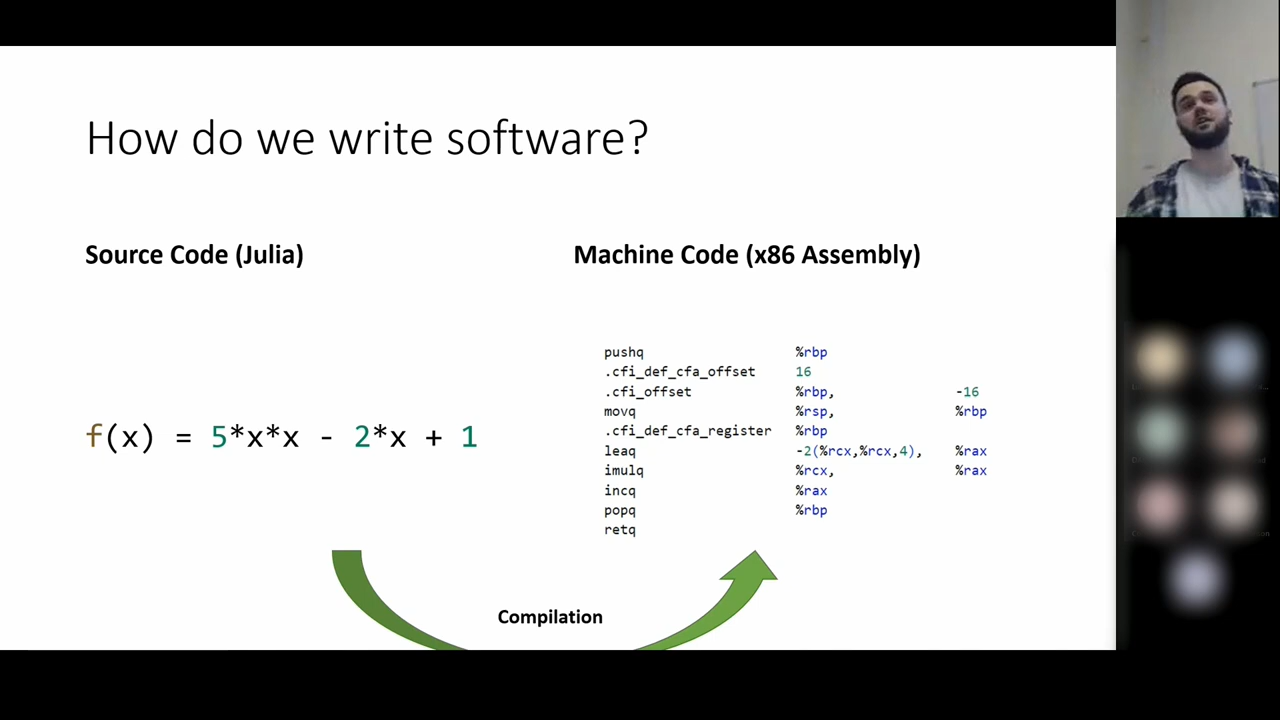 How do we write software?
Source Code (Julia)
Machine Code (x86 Assembly)
f(x) = 5*x*x - 2*x + 1
pushq %rbp
.cfi_def_cfa_offset 16
.cfi_offset %rbp, -16
movq %rsp, %rbp
.cfi_def_cfa_register %rbp
leaq -2(%rcx,%rcx,4), %rax
imulq %rcx, %rax
incq %rax
popq %rbp
retq
Compilation